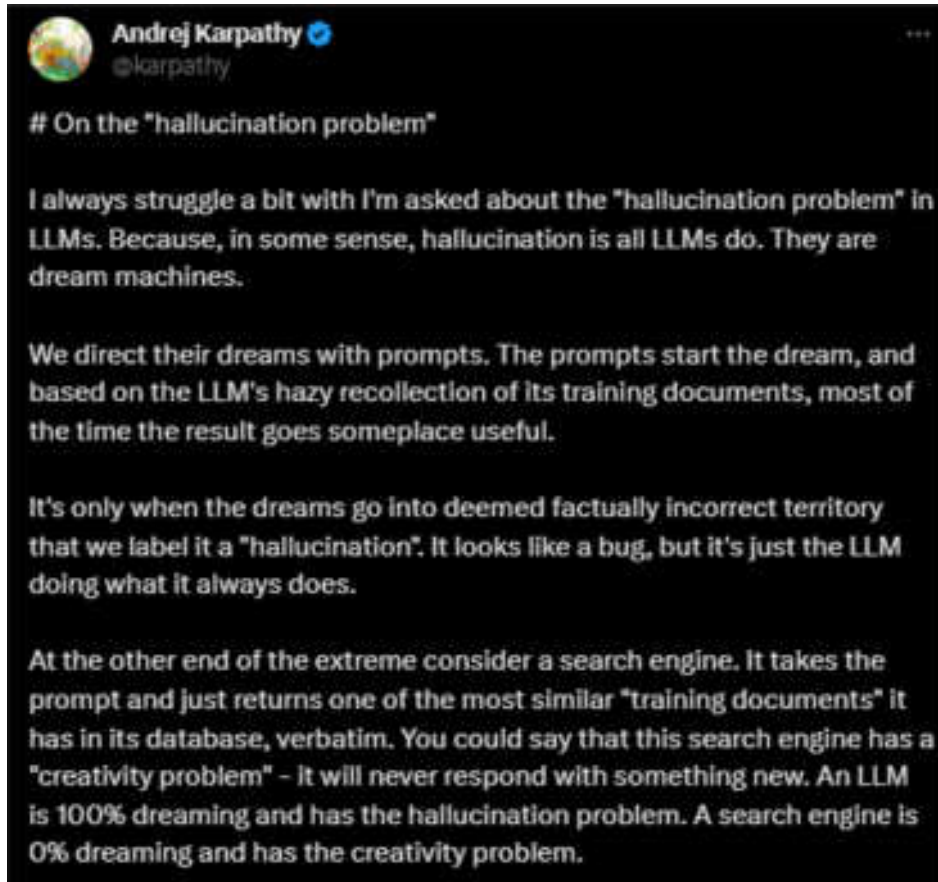 Andrej Karpathy
@karpathy
# On the "hallucination problem"
I always struggle a bit with I'm asked about the "hallucination problem" in
LLMs. Because, in some sense, hallucination is all LLMs do. They are
dream machines.
We direct their dreams with prompts. The prompts start the dream, and
based on the LLM's hazy recollection of its training documents, most of
the time the result goes someplace useful.
It's only when the dreams go into deemed factually incorrect territory
that we label it a "hallucination". It looks like a bug, but it's just the LLM
doing what it always does.
At the other end of the extreme consider a search engine. It takes the
prompt and just returns one of the most similar "training documents" it
has in its database, verbatim. You could say that this search engine has a
"creativity problem" - it will never respond with something new. An LLM
is 100% dreaming and has the hallucination problem. A search engine is
0% dreaming and has the creativity problem.